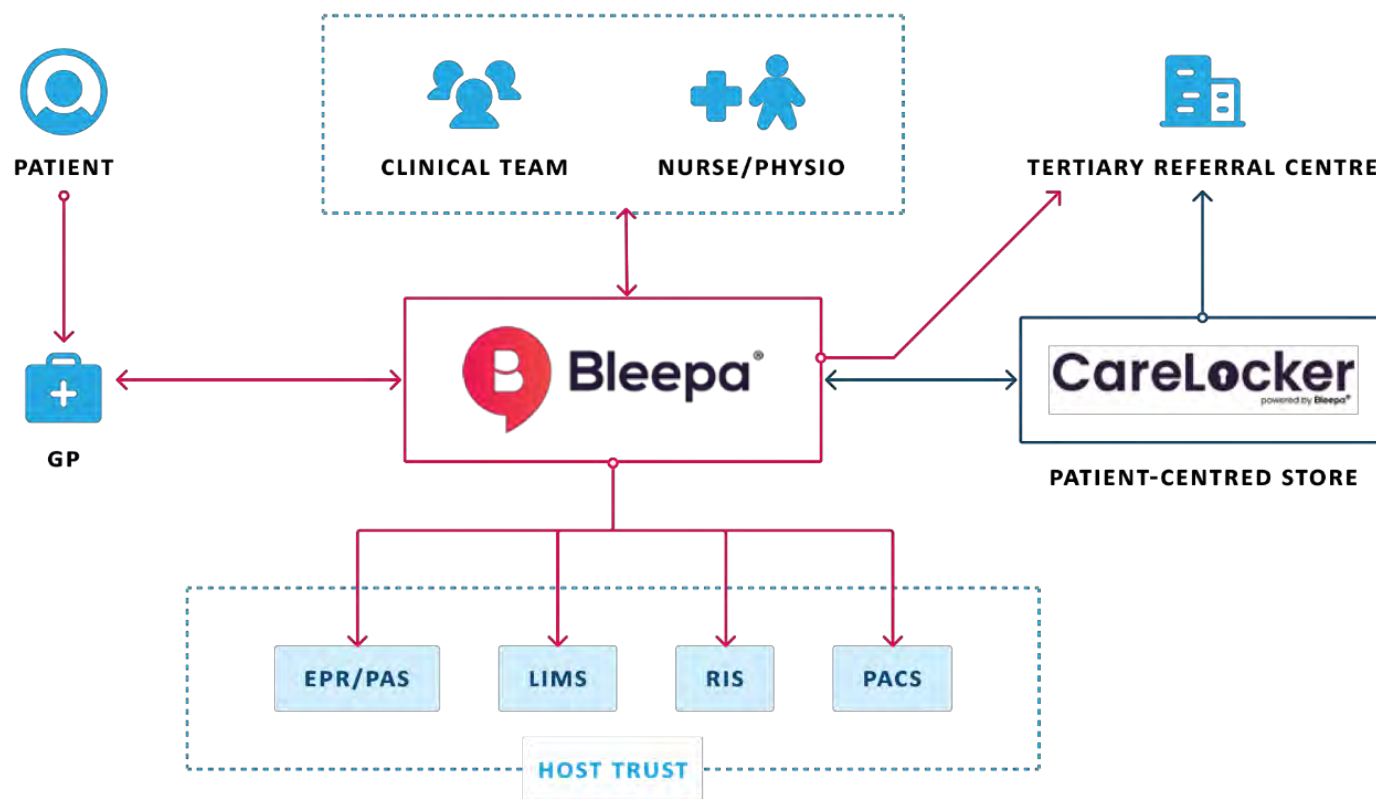 PATIENT
CLINICAL TEAM
NURSE/PHYSIO
TERTIARY REFERRAL CENTRE
B Bleepa®
CareLocker
powered by Bleepa®
GP
PATIENT-CENTRED STORE
EPR/PAS
LIMS
RIS
PACS
HOST TRUST